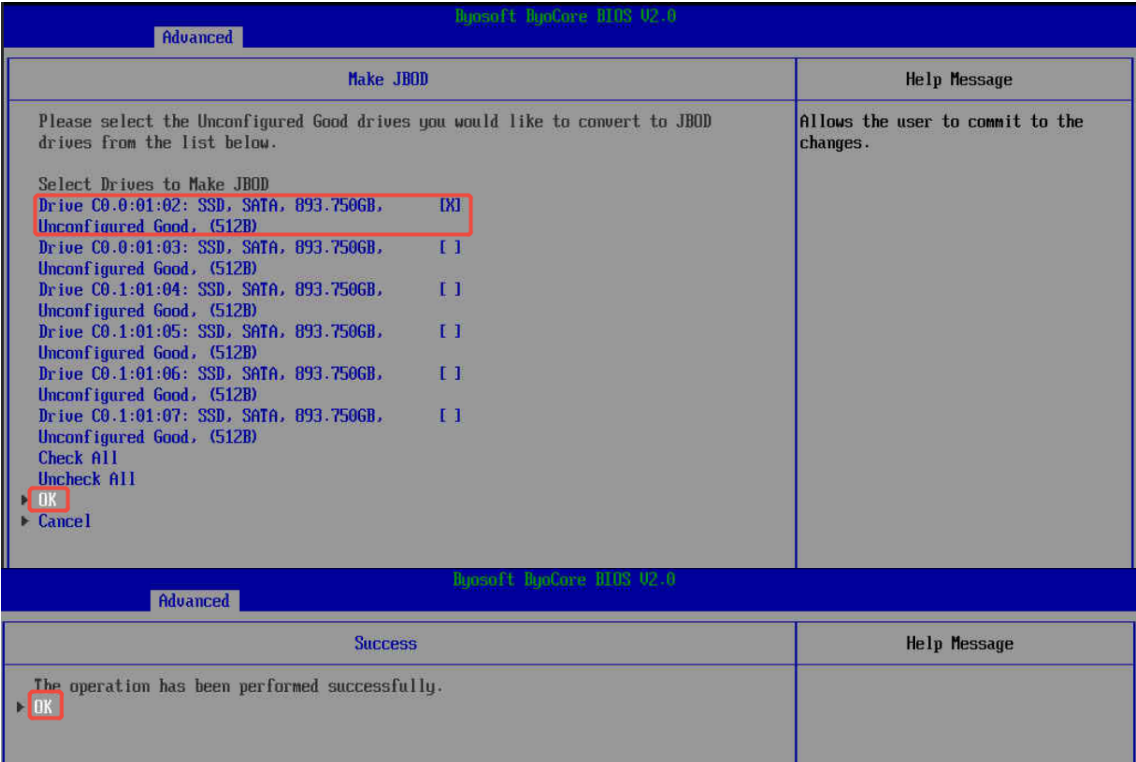 Byosoft ByoCore BIOS V2.0
Advanced
Make JBOD
Help Message
Please select the Unconfigured Good drives you would like to convert to JBOD
drives from the list below.
Allows the user to commit to the
changes.
Select Drives to Make JBOD
Drive C0.0:01:02: SSD, SATA, 893.750GB, [X]
Unconfigured Good, (512B)
Drive C0.0:01:03: SSD, SATA, 893.750GB, [ ]
Unconfigured Good, (512B)
Drive C0.1:01:04: SSD, SATA, 893.750GB, [ ]
Unconfigured Good, (512B)
Drive C0.1:01:05: SSD, SATA, 893.750GB, [ ]
Unconfigured Good, (512B)
Drive C0.1:01:06: SSD, SATA, 893.750GB, [ ]
Unconfigured Good, (512B)
Drive C0.1:01:07: SSD, SATA, 893.750GB, [ ]
Unconfigured Good, (512B)
Check All
Uncheck All
OK
Cancel
Byosoft ByoCore BIOS V2.0
Advanced
Success
Help Message
The operation has been performed successfully.
OK